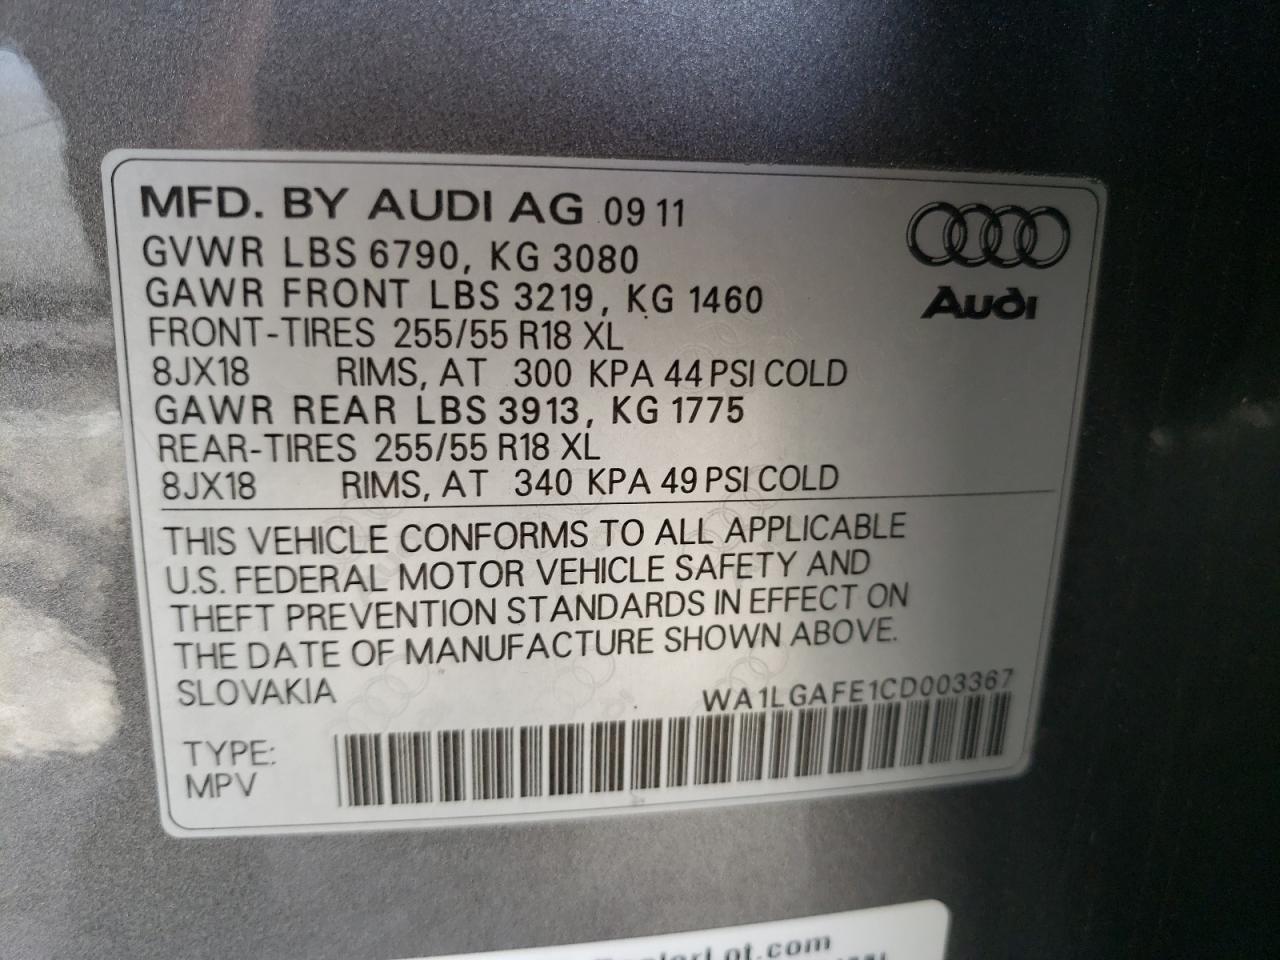 MFD. BY AUDI AG 09 11
GVWR LBS 6790, KG 3080
GAWR FRONT LBS 3219, KG 1460
FRONT-TIRES 255/55 R18 XL
8JX18 RIMS, AT 300 KPA 44 PSI COLD
GAWR REAR LBS 3913, KG 1775
REAR-TIRES 255/55 R18 XL
8JX18 RIMS, AT 340 KPA 49 PSI COLD
Audi
THIS VEHICLE CONFORMS TO ALL APPLICABLE
U.S. FEDERAL MOTOR VEHICLE SAFETY AND
THEFT PREVENTION STANDARDS IN EFFECT ON
THE DATE OF MANUFACTURE SHOWN ABOVE.
SLOVAKIA WA1LGAFE1CD003367
TYPE:
MPV